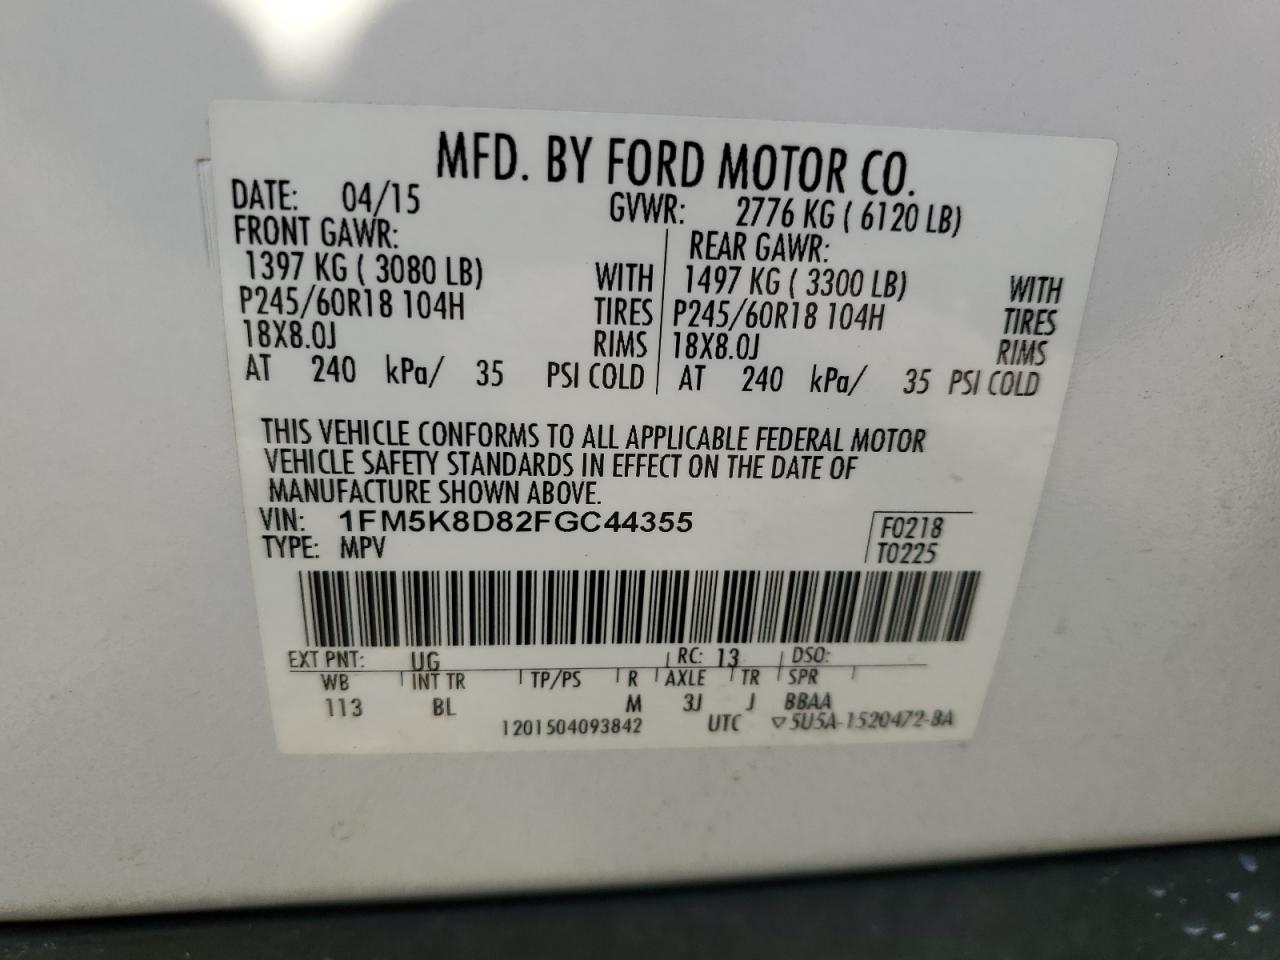 MFD. BY FORD MOTOR CO.
DATE: 04/15 GVWR: 2776 KG ( 6120 LB)
FRONT GAWR: REAR GAWR:
1397 KG ( 3080 LB) WITH 1497 KG ( 3300 LB) WITH
P245/60R18 104H TIRES P245/60R18 104H TIRES
18X8.0J RIMS 18X8.0J RIMS
AT 240 kPa/ 35 PSI COLD AT 240 kPa/ 35 PSI COLD
THIS VEHICLE CONFORMS TO ALL APPLICABLE FEDERAL MOTOR
VEHICLE SAFETY STANDARDS IN EFFECT ON THE DATE OF
MANUFACTURE SHOWN ABOVE.
VIN: 1FM5K8D82FGC44355 F0218
TYPE: MPV T0225
EXT PNT: UG RC: 13 DSO:
WB INT TR TP/PS R AXLE TR SPR
113 BL M 3J J BBAA
1201504093842 UTC ▽5U5A-1520472-BA